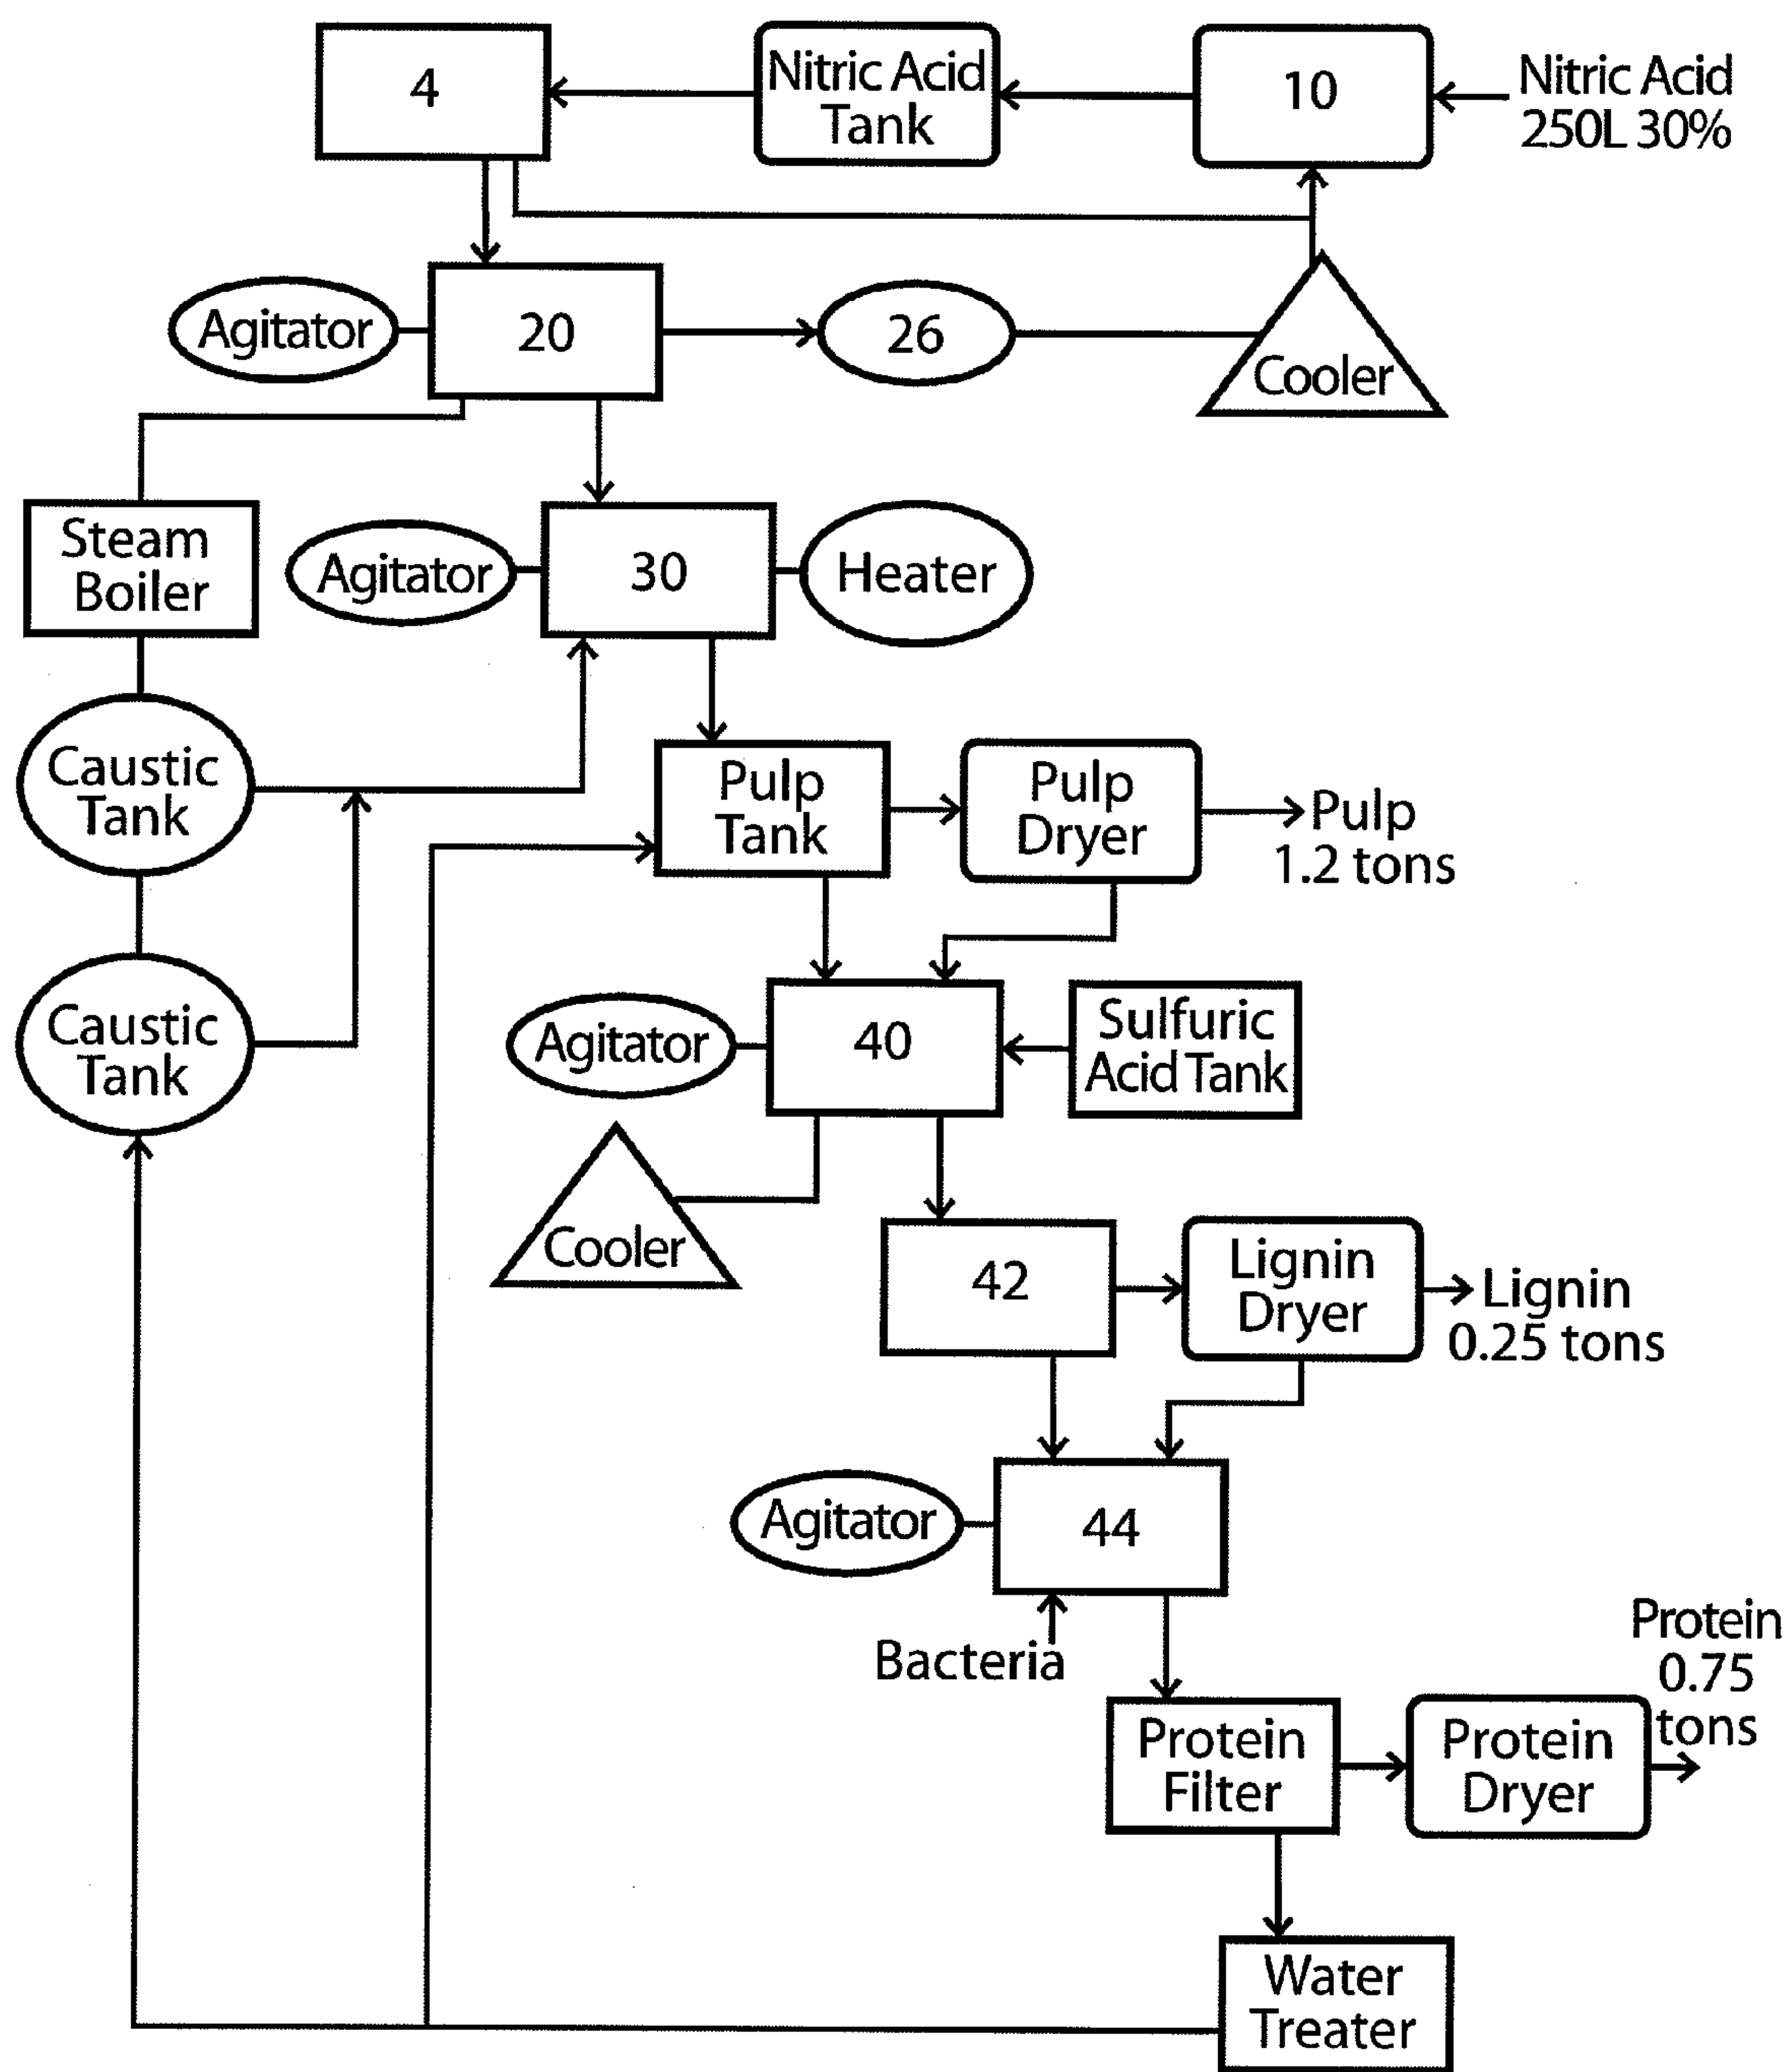 4
Nitric Acid
Tank
10
Nitric Acid
250L 30%
Agitator
20
26
Cooler
Steam
Boiler
Agitator
30
Heater
Caustic
Tank
Pulp
Tank
Pulp
Dryer
Pulp
1.2 tons
Caustic
Tank
Agitator
40
Sulfuric
Acid Tank
Cooler
42
Lignin
Dryer
Lignin
0.25 tons
Agitator
44
Bacteria
Protein
Filter
Protein
Dryer
Protein
0.75
tons
Water
Treater